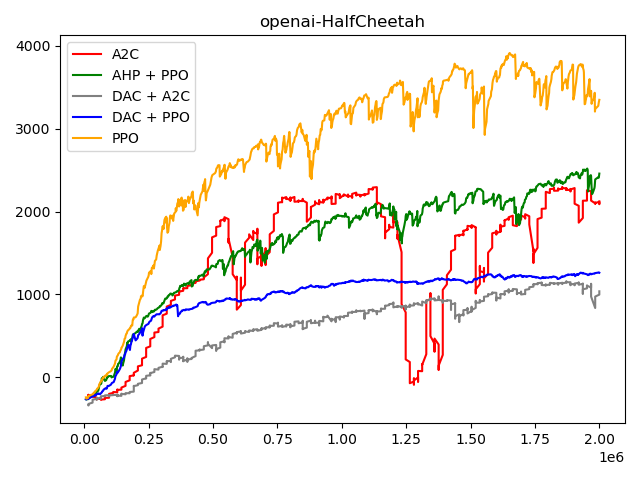 openai-HalfCheetah
A2C
AHP + PPO
DAC + A2C
DAC + PPO
PPO
4000
3000
2000
1000
0
0.00 0.25 0.50 0.75 1.00 1.25 1.50 1.75 2.00
1e6